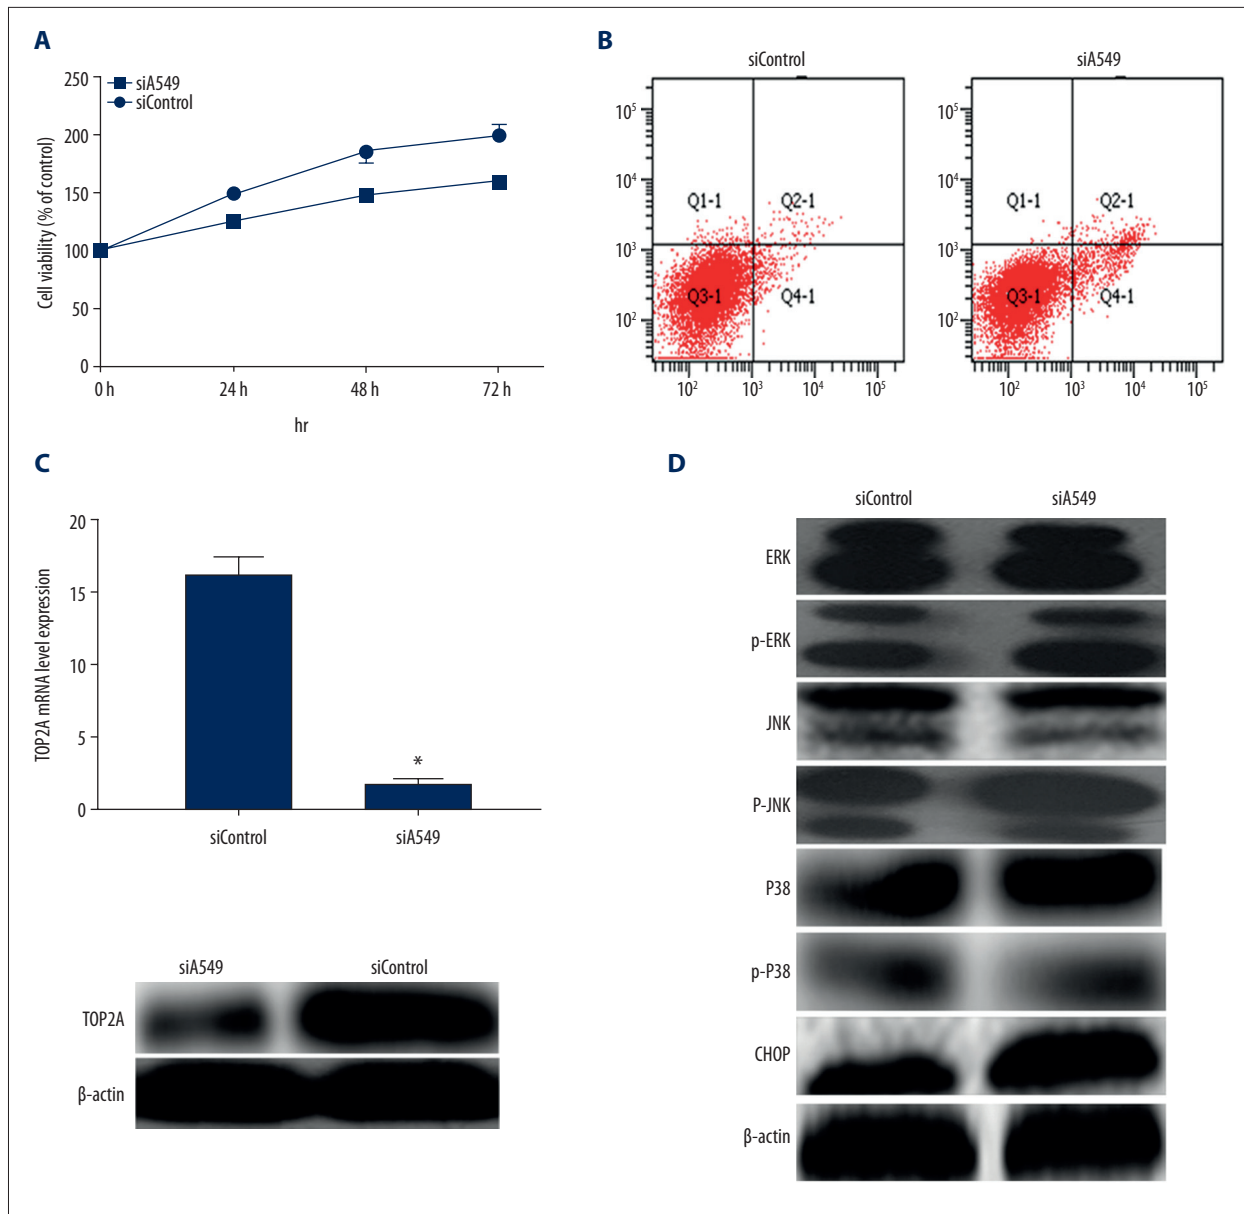 A
250
200
150
100
50
0
Cell viability (% of control)
siA549
siControl
0 h
24 h
48 h
72 h
hr
B
siControl
siA549
10⁵
10⁴
10³
10²
Q1-1
Q2-1
Q3-1
Q4-1
10²
10³
10⁴
10⁵
10⁵
10⁴
10³
10²
Q1-1
Q2-1
Q3-1
Q4-1
10²
10³
10⁴
10⁵
C
20
15
10
5
0
TOP2A mRNA level expression
*
siControl
siA549
siA549
siControl
TOP2A
β-actin
D
siControl
siA549
ERK
p-ERK
JNK
P-JNK
P38
p-P38
CHOP
β-actin